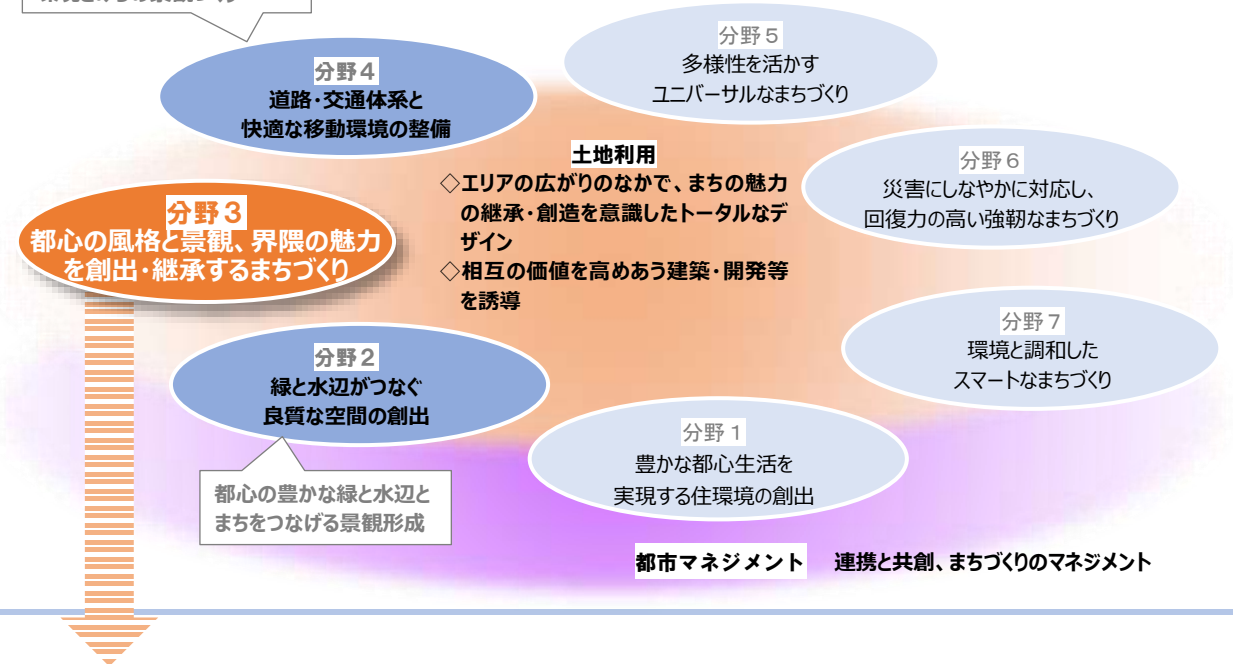 分野4
道路・交通体系と
快適な移動環境の整備
分野5
多様性を活かす
ユニバーサルなまちづくり
土地利用
◇エリアの広がりのなかで、まちの魅力
の継承・創造を意識したトータルなデ
ザイン
◇相互の価値を高めあう建築・開発等
を誘導
分野6
災害にしなやかに対応し、
回復力の高い強靭なまちづくり
分野3
都心の風格と景観、界隈の魅力
を創出・継承するまちづくり
分野7
環境と調和した
スマートなまちづくり
分野2
緑と水辺がつなぐ
良質な空間の創出
分野1
豊かな都心生活を
実現する住環境の創出
都心の豊かな緑と水辺と
まちをつなげる景観形成
都市マネジメント 連携と共創、まちづくりのマネジメント